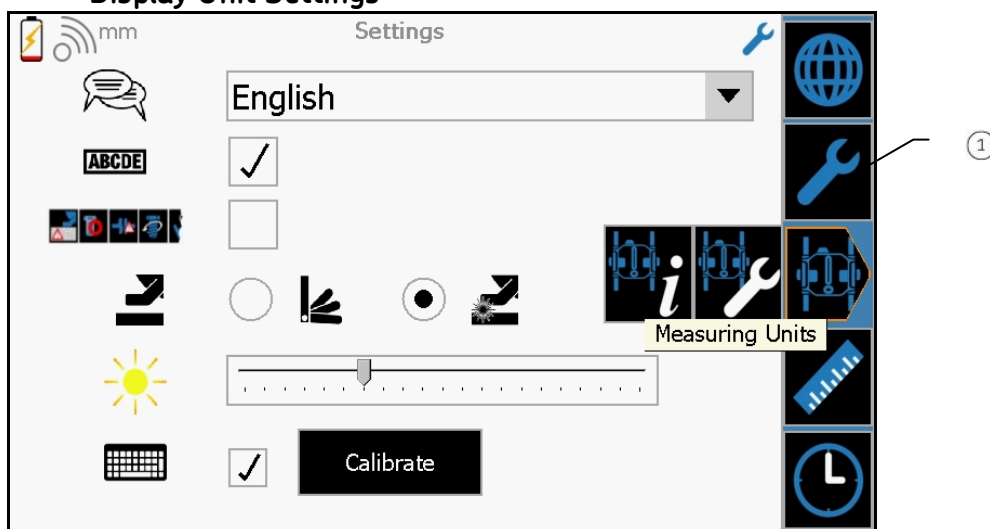 Display Unit Settings
mm
Settings
English
ABCDE
1
i
Measuring Units
Calibrate